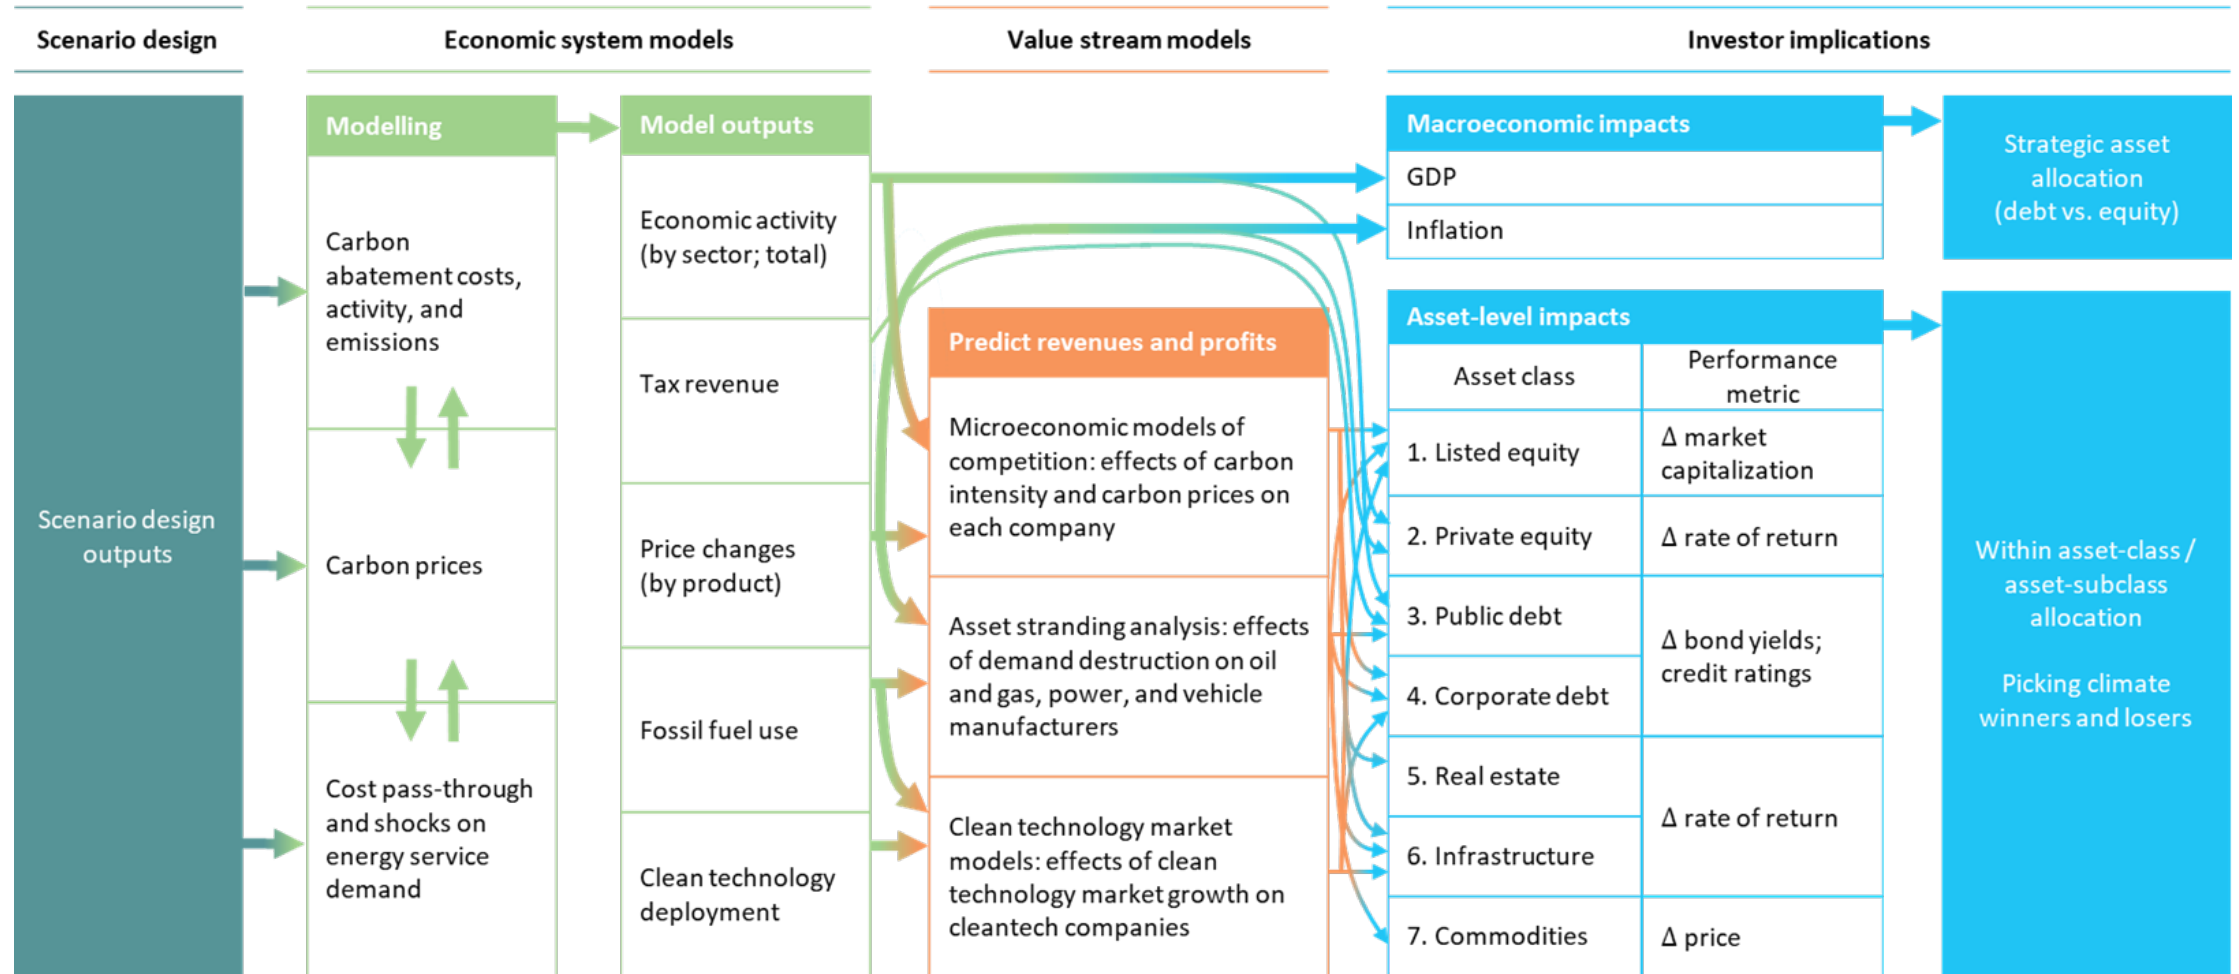 Scenario design
Economic system models
Value stream models
Investor implications
Scenario design
outputs
Modelling
Carbon
abatement costs,
activity, and
emissions
Carbon prices
Cost pass-through
and shocks on
energy service
demand
Model outputs
Economic activity
(by sector; total)
Tax revenue
Price changes
(by product)
Fossil fuel use
Clean technology
deployment
Predict revenues and profits
Microeconomic models of
competition: effects of carbon
intensity and carbon prices on
each company
Asset stranding analysis: effects
of demand destruction on oil
and gas, power, and vehicle
manufacturers
Clean technology market
models: effects of clean
technology market growth on
cleantech companies
Macroeconomic impacts
GDP
Inflation
Strategic asset
allocation
(debt vs. equity)
Asset-level impacts
Asset class
Performance
metric
1. Listed equity
Δ market
capitalization
2. Private equity
Δ rate of return
3. Public debt
4. Corporate debt
Δ bond yields;
credit ratings
5. Real estate
6. Infrastructure
Δ rate of return
7. Commodities
Δ price
Within asset-class /
asset-subclass
allocation
Picking climate
winners and losers